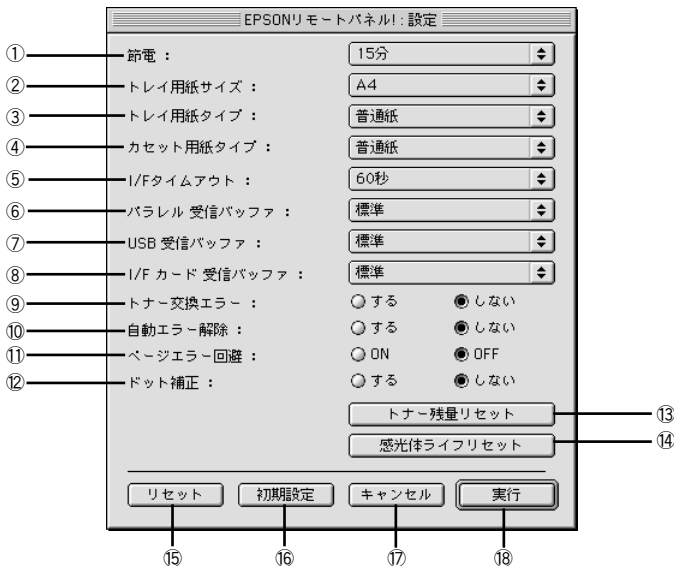 EPSONリモートパネル!:設定
① 節電: 15分
② トレイ用紙サイズ: A4
③ トレイ用紙タイプ: 普通紙
④ カセット用紙タイプ: 普通紙
⑤ I/Fタイムアウト: 60秒
⑥ パラレル 受信バッファ: 標準
⑦ USB 受信バッファ: 標準
⑧ I/F カード 受信バッファ: 標準
⑨ トナー交換エラー: する しない
⑩ 自動エラー解除: する しない
⑪ ページエラー回避: ON OFF
⑫ ドット補正: する しない
トナー残量リセット ⑬
感光体ライフリセット ⑭
リセット 初期設定 キャンセル 実行
⑮ ⑯ ⑰ ⑱